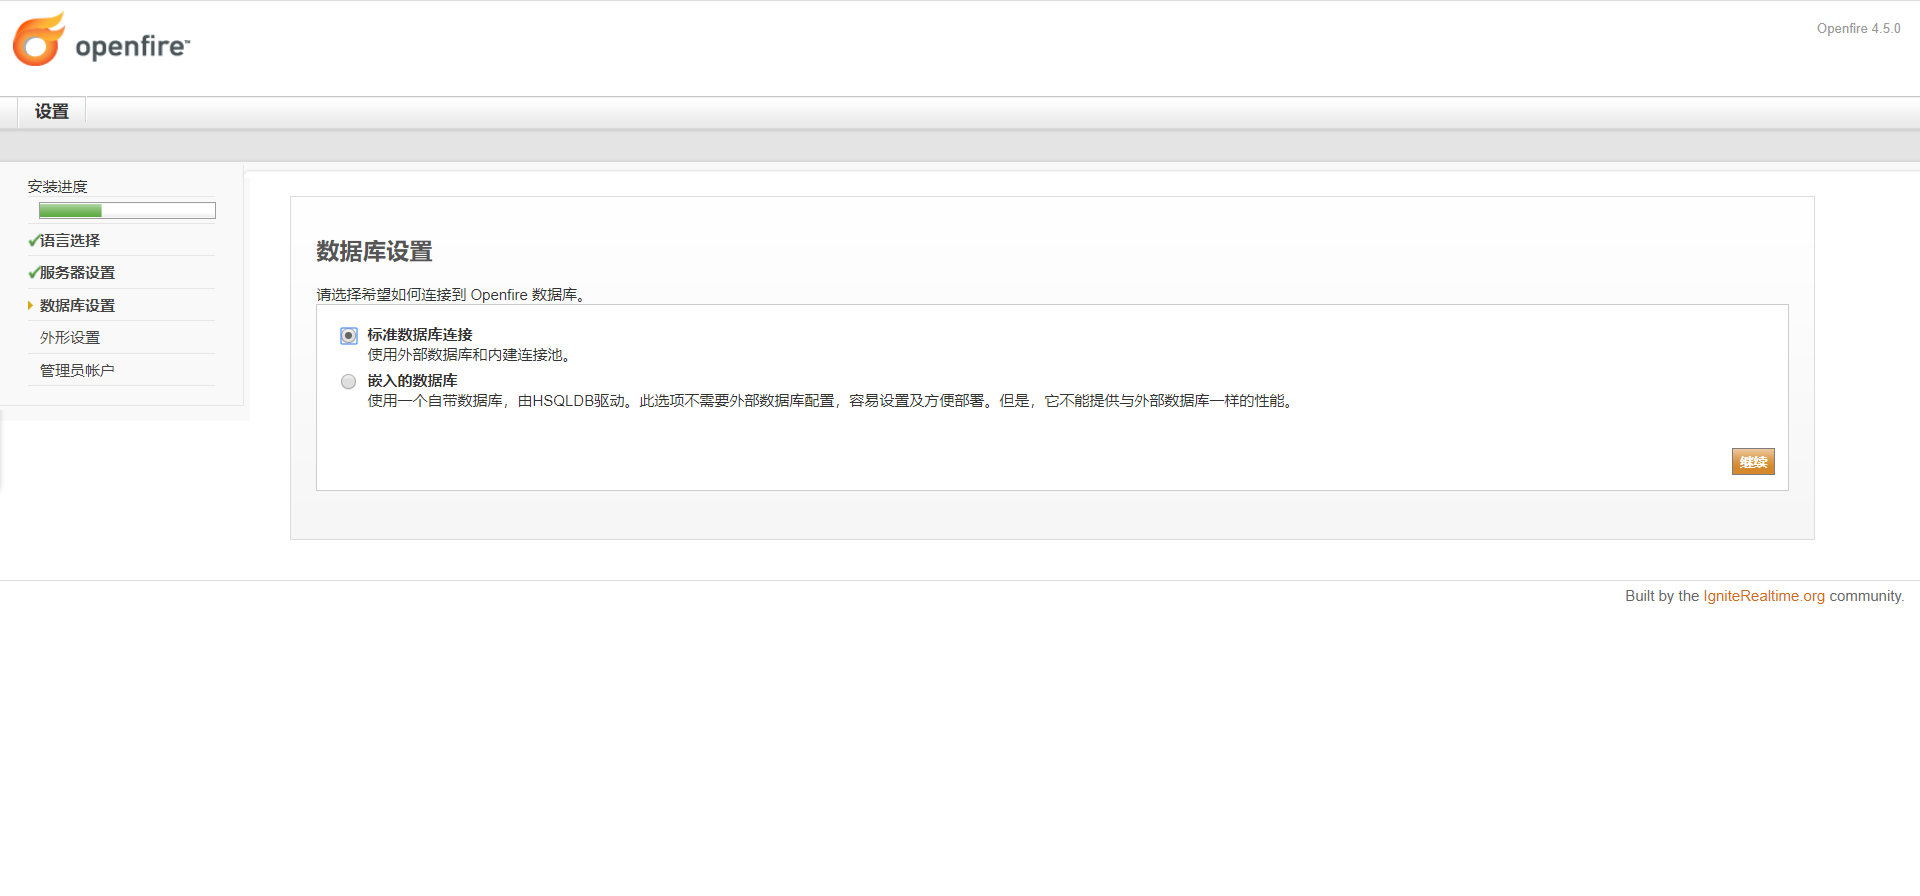 openfire™
Openfire 4.5.0
设置
安装进度
语言选择
服务器设置
数据库设置
外形设置
管理员帐户
数据库设置
请选择希望如何连接到 Openfire 数据库。
标准数据库连接
使用外部数据库和内建连接池。
嵌入的数据库
使用一个自带数据库，由HSQLDB驱动。此选项不需要外部数据库配置，容易设置及方便部署。但是，它不能提供与外部数据库一样的性能。
继续
Built by the IgniteRealtime.org community.